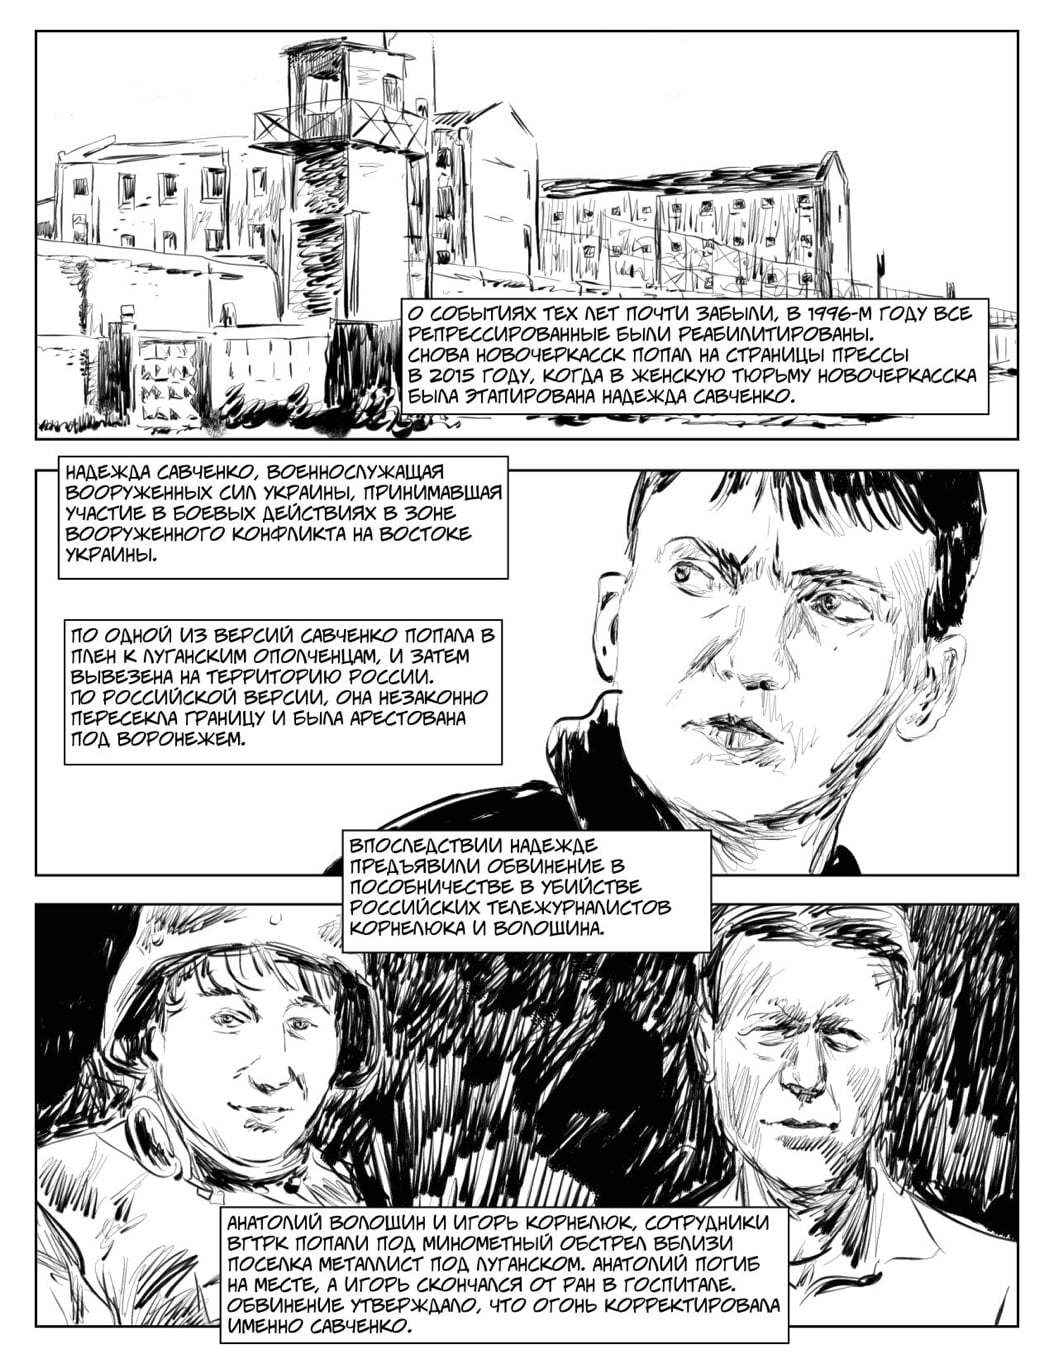 О СОБЫТИЯХ ТЕХ ЛЕТ ПОЧТИ ЗАБЫЛИ, В 1996-М ГОДУ ВСЕ
РЕПРЕССИРОВАННЫЕ БЫЛИ РЕАБИЛИТИРОВАНЫ.
СНОВА НОВОЧЕРКАССК ПОПАЛ НА СТРАНИЦЫ ПРЕССЫ
В 2015 ГОДУ, КОГДА В ЖЕНСКУЮ ТЮРЬМУ НОВОЧЕРКАССКА
БЫЛА ЭТАПИРОВАНА НАДЕЖДА САВЧЕНКО.
НАДЕЖДА САВЧЕНКО, ВОЕННОСЛУЖАЩАЯ
ВООРУЖЕННЫХ СИЛ УКРАИНЫ, ПРИНИМАВШАЯ
УЧАСТИЕ В БОЕВЫХ ДЕЙСТВИЯХ В ЗОНЕ
ВООРУЖЕННОГО КОНФЛИКТА НА ВОСТОКЕ
УКРАИНЫ.
ПО ОДНОЙ ИЗ ВЕРСИЙ САВЧЕНКО ПОПАЛА В
ПЛЕН К ЛУГАНСКИМ ОПОЛЧЕНЦАМ, И ЗАТЕМ
ВЫВЕЗЕНА НА ТЕРРИТОРИЮ РОССИИ.
ПО РОССИЙСКОЙ ВЕРСИИ, ОНА НЕЗАКОННО
ПЕРЕСЕКЛА ГРАНИЦУ И БЫЛА АРЕСТОВАНА
ПОД ВОРОНЕЖЕМ.
ВПОСЛЕДСТВИИ НАДЕЖДЕ
ПРЕДЪЯВИЛИ ОБВИНЕНИЕ В
ПОСОБНИЧЕСТВЕ В УБИЙСТВЕ
РОССИЙСКИХ ТЕЛЕЖУРНАЛИСТОВ
КОРНЕЛЮКА И ВОЛОШИНА.
АНАТОЛИЙ ВОЛОШИН И ИГОРЬ КОРНЕЛЮК, СОТРУДНИКИ
ВГТРК ПОПАЛИ ПОД МИНОМЕТНЫЙ ОБСТРЕЛ ВБЛИЗИ
ПОСЕЛКА МЕТАЛЛИСТ ПОД ЛУГАНСКОМ. АНАТОЛИЙ ПОГИБ
НА МЕСТЕ, А ИГОРЬ СКОНЧАЛСЯ ОТ РАН В ГОСПИТАЛЕ.
ОБВИНЕНИЕ УТВЕРЖДАЛО, ЧТО ОГОНЬ КОРРЕКТИРОВАЛА
ИМЕННО САВЧЕНКО.